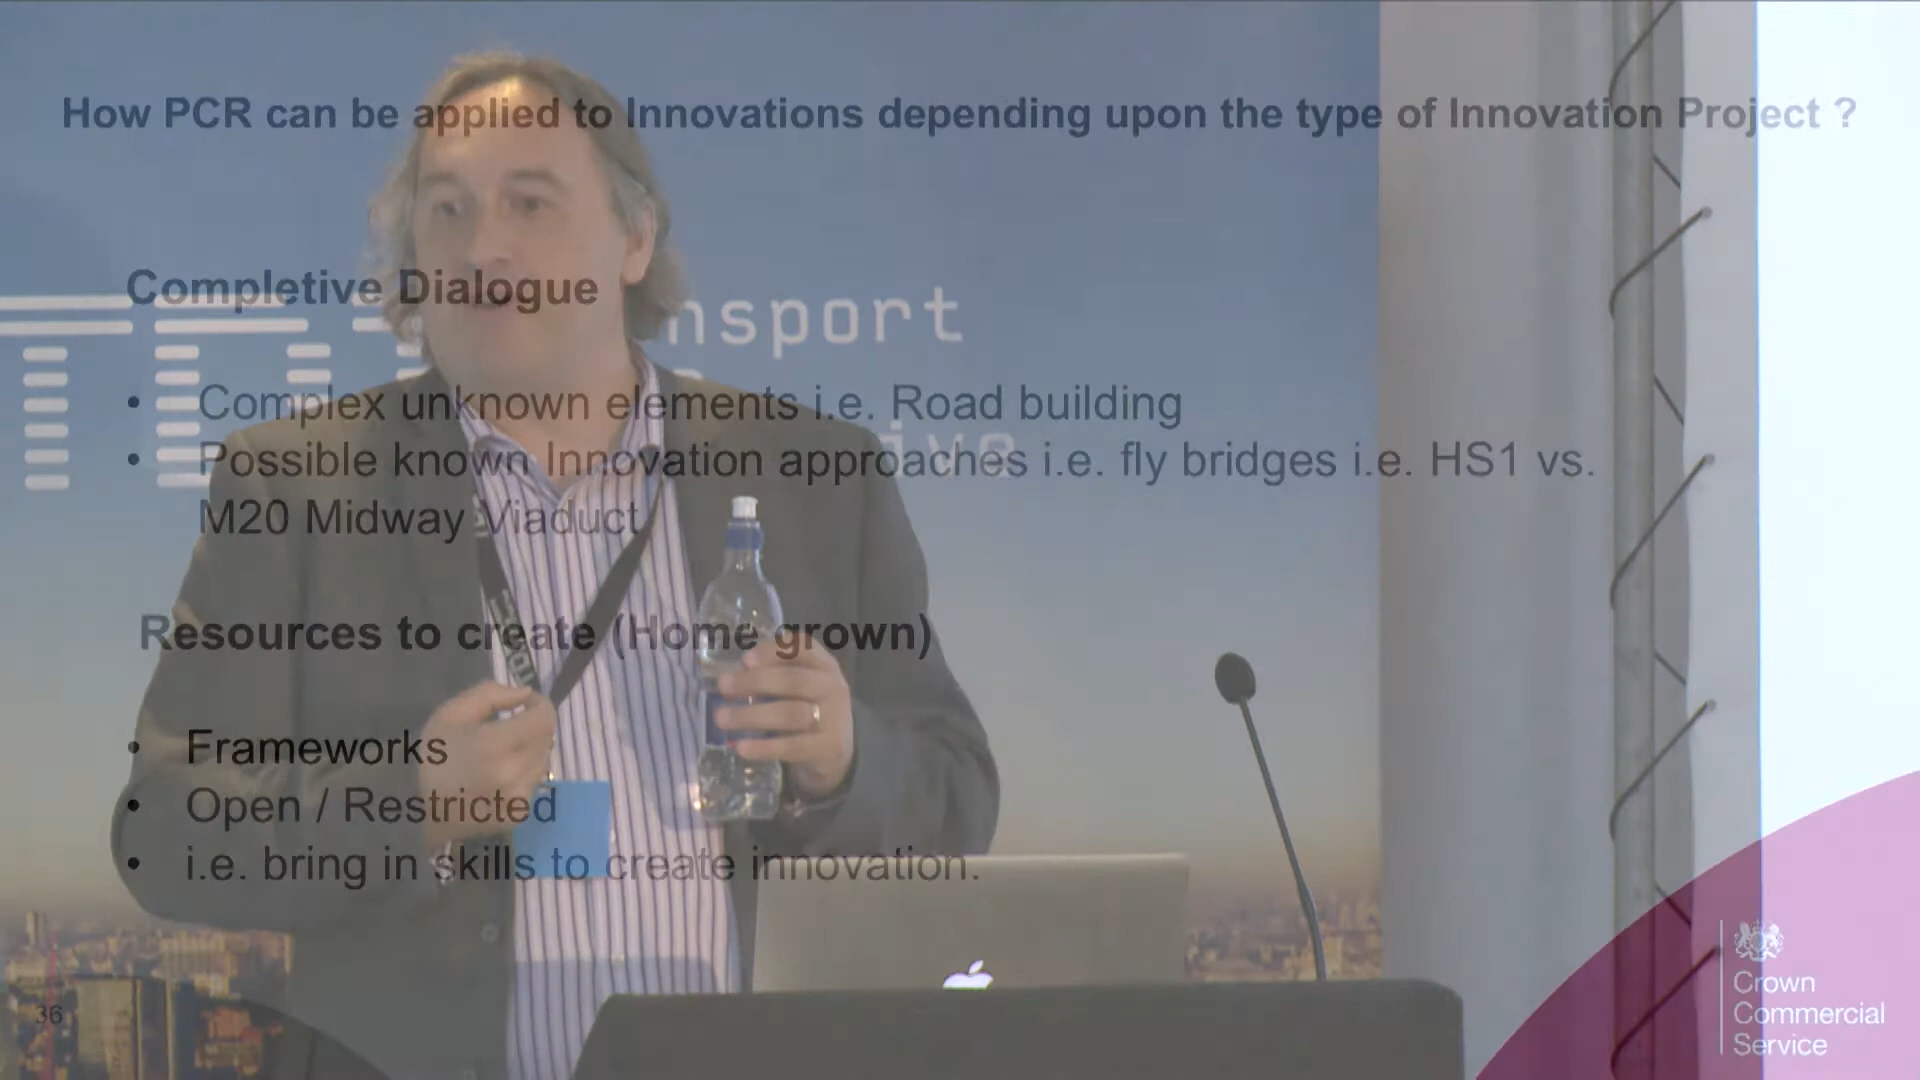 How PCR can be applied to Innovations depending upon the type of Innovation Project ?
Completive Dialogue
nsport
• Complex unknown elements i.e. Road building
ive
• Possible known Innovation approaches i.e. fly bridges i.e. HS1 vs.
M20 Midway Viaduct
Resources to create (Home grown)
• Frameworks
• Open / Restricted
• i.e. bring in skills to create innovation.
36
Crown
Commercial
Service